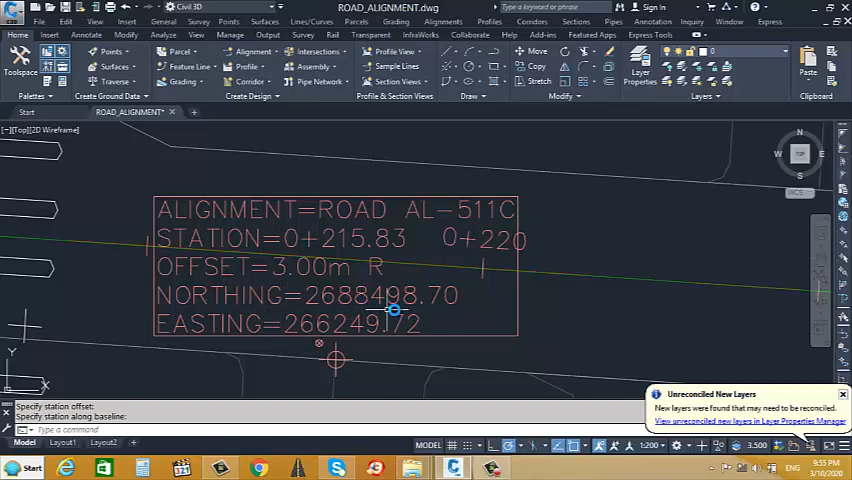 Civil 3D
ROAD_ALIGNMENT.dwg
Type a keyword or phrase
Sign In
File Edit View Insert General Survey Points Surfaces Lines/Curves Parcels Grading Alignments Profiles Corridors Sections Pipes Annotation Inquiry Window Express
Home Insert Annotate Modify Analyze View Manage Output Survey Transparent InfraWorks Collaborate Help Add-ins Featured Apps Express Tools
Toolspace
Points
Surfaces
Traverse
Parcel
Feature Line
Grading
Alignment
Profile
Corridor
Intersections
Assembly
Pipe Network
Profile View
Sample Lines
Section Views
Move
Copy
Stretch
Layer Properties
0
Paste
Palettes
Create Ground Data
Create Design
Profile & Section Views
Draw
Modify
Layers
Clipboard
Start
ROAD_ALIGNMENT*
[−][Top][2D Wireframe]
N
W TOP E
S
WCS
ALIGNMENT=ROAD AL-511C
STATION=0+215.83 0+220
OFFSET=3.00m R
NORTHING=2688498.70
EASTING=266249.72
Y
X
Unreconciled New Layers
New layers were found that may need to be reconciled.
View unreconciled new layers in Layer Properties Manager
Specify station offset:
Specify station along baseline:
Type a command
Model Layout1 Layout2
MODEL
1:200
3.500
Start
ENG
9:55 PM
3/10/2020